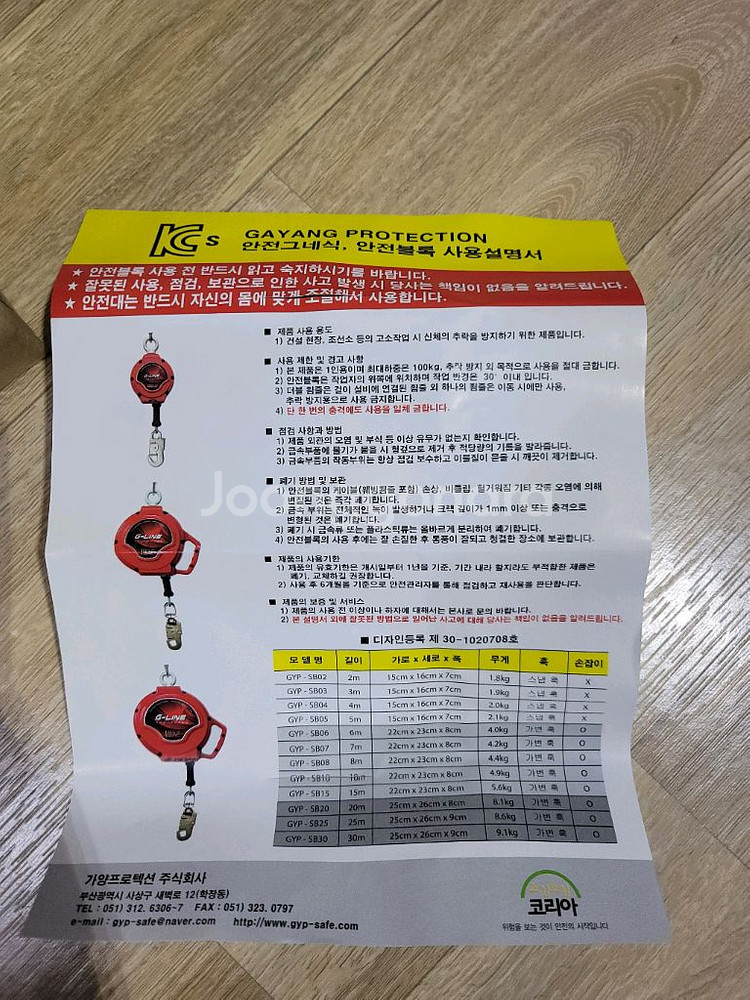 KCs
GAYANG PROTECTION
안전그네식, 안전블록 사용설명서
★ 안전블록 사용 전 반드시 읽고 숙지하시기를 바랍니다.
★ 잘못된 사용, 점검, 보관으로 인한 사고 발생 시 당사는 책임이 없음을 알려드립니다.
★ 안전대는 반드시 자신의 몸에 맞게 조절해서 사용합니다.
■ 제품 사용 용도
1) 건설 현장, 조선소 등의 고소작업 시 신체의 추락을 방지하기 위한 제품입니다.
■ 사용 제한 및 경고 사항
1) 본 제품은 1인용이며 최대하중은 100kg, 추락 방지 외 목적으로 사용을 절대 금합니다.
2) 안전블록은 작업자의 위쪽에 위치하며 작업 반경은 30° 이내 입니다.
3) 더블 죔줄은 걸이 설비에 연결된 죔줄 외 하나의 죔줄은 이동 시에만 사용,
추락 방지용으로 사용 금지합니다.
4) 단 한 번의 충격에도 사용을 일체 금합니다.
■ 점검 사항과 방법
1) 제품 외관의 오염 및 부식 등 이상 유무가 없는지 확인합니다.
2) 금속부품에 물기가 묻을 시 헝겊으로 제거 후 적당량의 기름을 발라줍니다.
3) 금속부품의 작동부위는 항상 점검 보수하고 이물질이 묻을 시 깨끗이 제거합니다.
■ 폐기 방법 및 보관
1) 안전블록의 케이블(웨빙죔줄 포함) 손상, 비틀림, 헐거워짐 기타 각종 오염에 의해
변질된 것은 즉각 폐기합니다.
2) 금속 부위는 전체적인 녹이 발생하거나 크랙 깊이가 1mm 이상 또는 충격으로
변형된 것은 폐기합니다.
3) 폐기 시 금속류 또는 플라스틱류는 올바르게 분리하여 폐기합니다.
4) 안전블록의 사용 후에는 잘 손질한 후 통풍이 잘되고 청결한 장소에 보관합니다.
■ 제품의 사용기한
1) 제품의 유효기한은 개시일부터 1년을 기준, 기간 내라 할지라도 부적합한 제품은
폐기, 교체하길 권장합니다.
2) 사용 후 6개월을 기준으로 안전관리자를 통해 점검하고 재사용을 판단합니다.
■ 제품의 보증 및 서비스
1) 제품의 사용 전 이상이나 하자에 대해서는 본사로 문의 바랍니다.
2) 본 설명서 외에 잘못된 방법으로 일어난 사고에 대해 당사는 책임이 없음을 알려드립니다.
■ 디자인등록 제 30-1020708호
모 델 명 길이 가로 x 세로 x 폭 무게 훅 손잡이
GYP - SB02 2m 15cm x 16cm x 7cm 1.8kg 스냅 훅 X
GYP - SB03 3m 15cm x 16cm x 7cm 1.9kg 스냅 훅 X
GYP - SB04 4m 15cm x 16cm x 7cm 2.0kg 스냅 훅 X
GYP - SB05 5m 15cm x 16cm x 7cm 2.1kg 스냅 훅 X
GYP - SB06 6m 22cm x 23cm x 8cm 4.0kg 가변 훅 O
GYP - SB07 7m 22cm x 23cm x 8cm 4.2kg 가변 훅 O
GYP - SB08 8m 22cm x 23cm x 8cm 4.4kg 가변 훅 O
GYP - SB10 10m 22cm x 23cm x 8cm 4.9kg 가변 훅 O
GYP - SB15 15m 22cm x 23cm x 8cm 5.6kg 가변 훅 O
GYP - SB20 20m 25cm x 26cm x 8cm 8.1kg 가변 훅 O
GYP - SB25 25m 25cm x 26cm x 9cm 8.6kg 가변 훅 O
GYP - SB30 30m 25cm x 26cm x 9cm 9.1kg 가변 훅 O
G-LINE
G-LINE
가양프로텍션 주식회사
부산광역시 사상구 새벽로 12(학장동)
TEL : 051) 312. 6306~7 FAX : 051) 323. 0797
e-mail : gyp-safe@naver.com http://www.gyp-safe.com
코리아
위험을 보는 것이 안전의 시작입니다